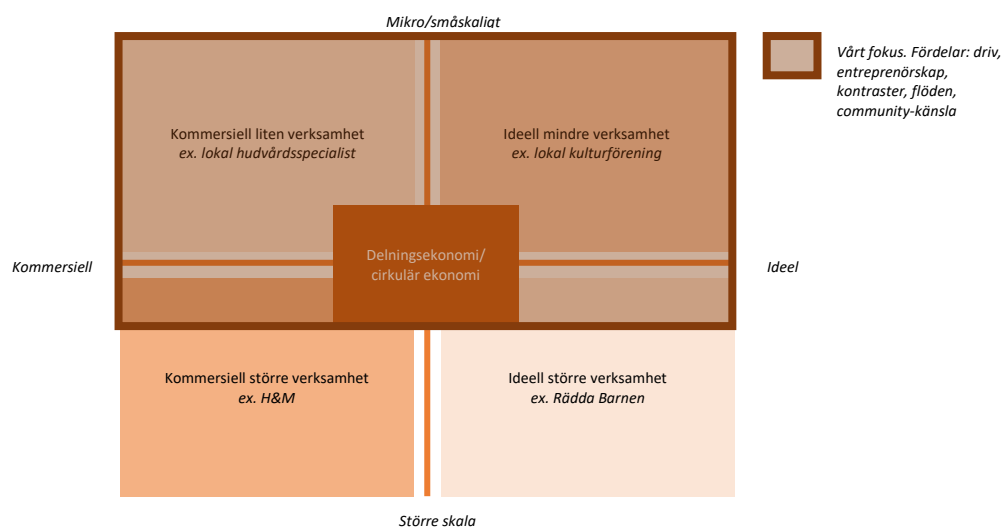 Mikro/småskaligt
Vårt fokus. Fördelar: driv,
entreprenörskap,
kontraster, flöden,
community-känsla
Kommersiell liten verksamhet
ex. lokal hudvårdsspecialist
Ideell mindre verksamhet
ex. lokal kulturförening
Kommersiell
Delningsekonomi/
cirkulär ekonomi
Ideel
Kommersiell större verksamhet
ex. H&M
Ideell större verksamhet
ex. Rädda Barnen
Större skala